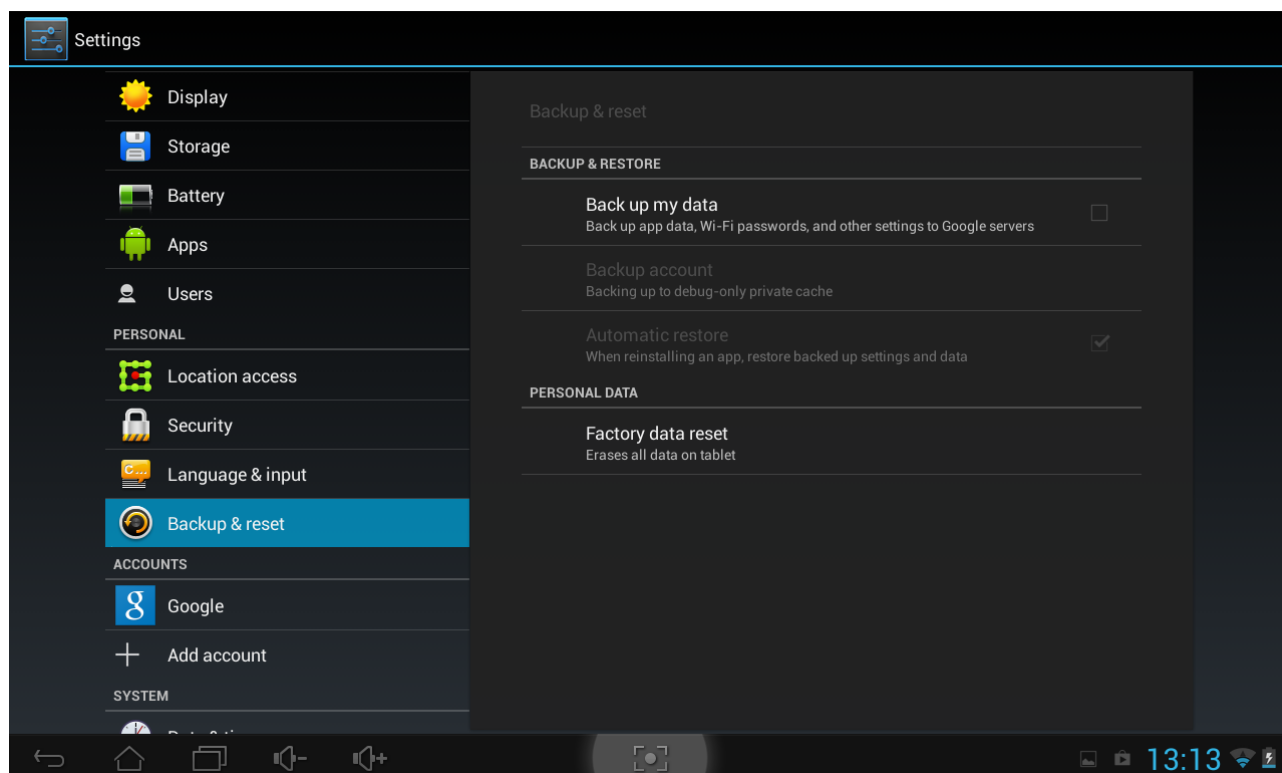 Settings
Display
Storage
Battery
Apps
Users
PERSONAL
Location access
Security
Language & input
Backup & reset
ACCOUNTS
Google
Add account
SYSTEM
Backup & reset
BACKUP & RESTORE
Back up my data
Back up app data, Wi-Fi passwords, and other settings to Google servers
Backup account
Backing up to debug-only private cache
Automatic restore
When reinstalling an app, restore backed up settings and data
PERSONAL DATA
Factory data reset
Erases all data on tablet
13:13